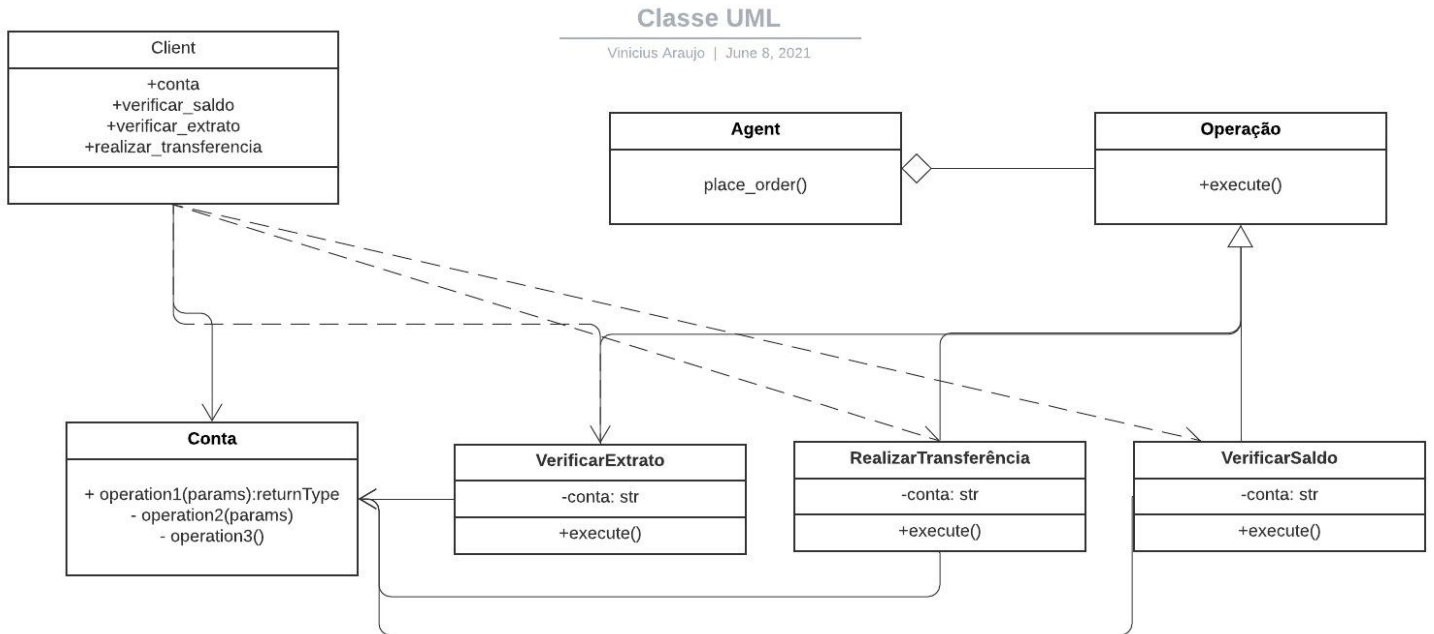 Classe UML
Vinicius Araujo | June 8, 2021
Client
+conta
+verificar_saldo
+verificar_extrato
+realizar_transferencia
Agent
place_order()
Operação
+execute()
Conta
+ operation1(params):returnType
- operation2(params)
- operation3()
VerificarExtrato
-conta: str
+execute()
RealizarTransferência
-conta: str
+execute()
VerificarSaldo
-conta: str
+execute()